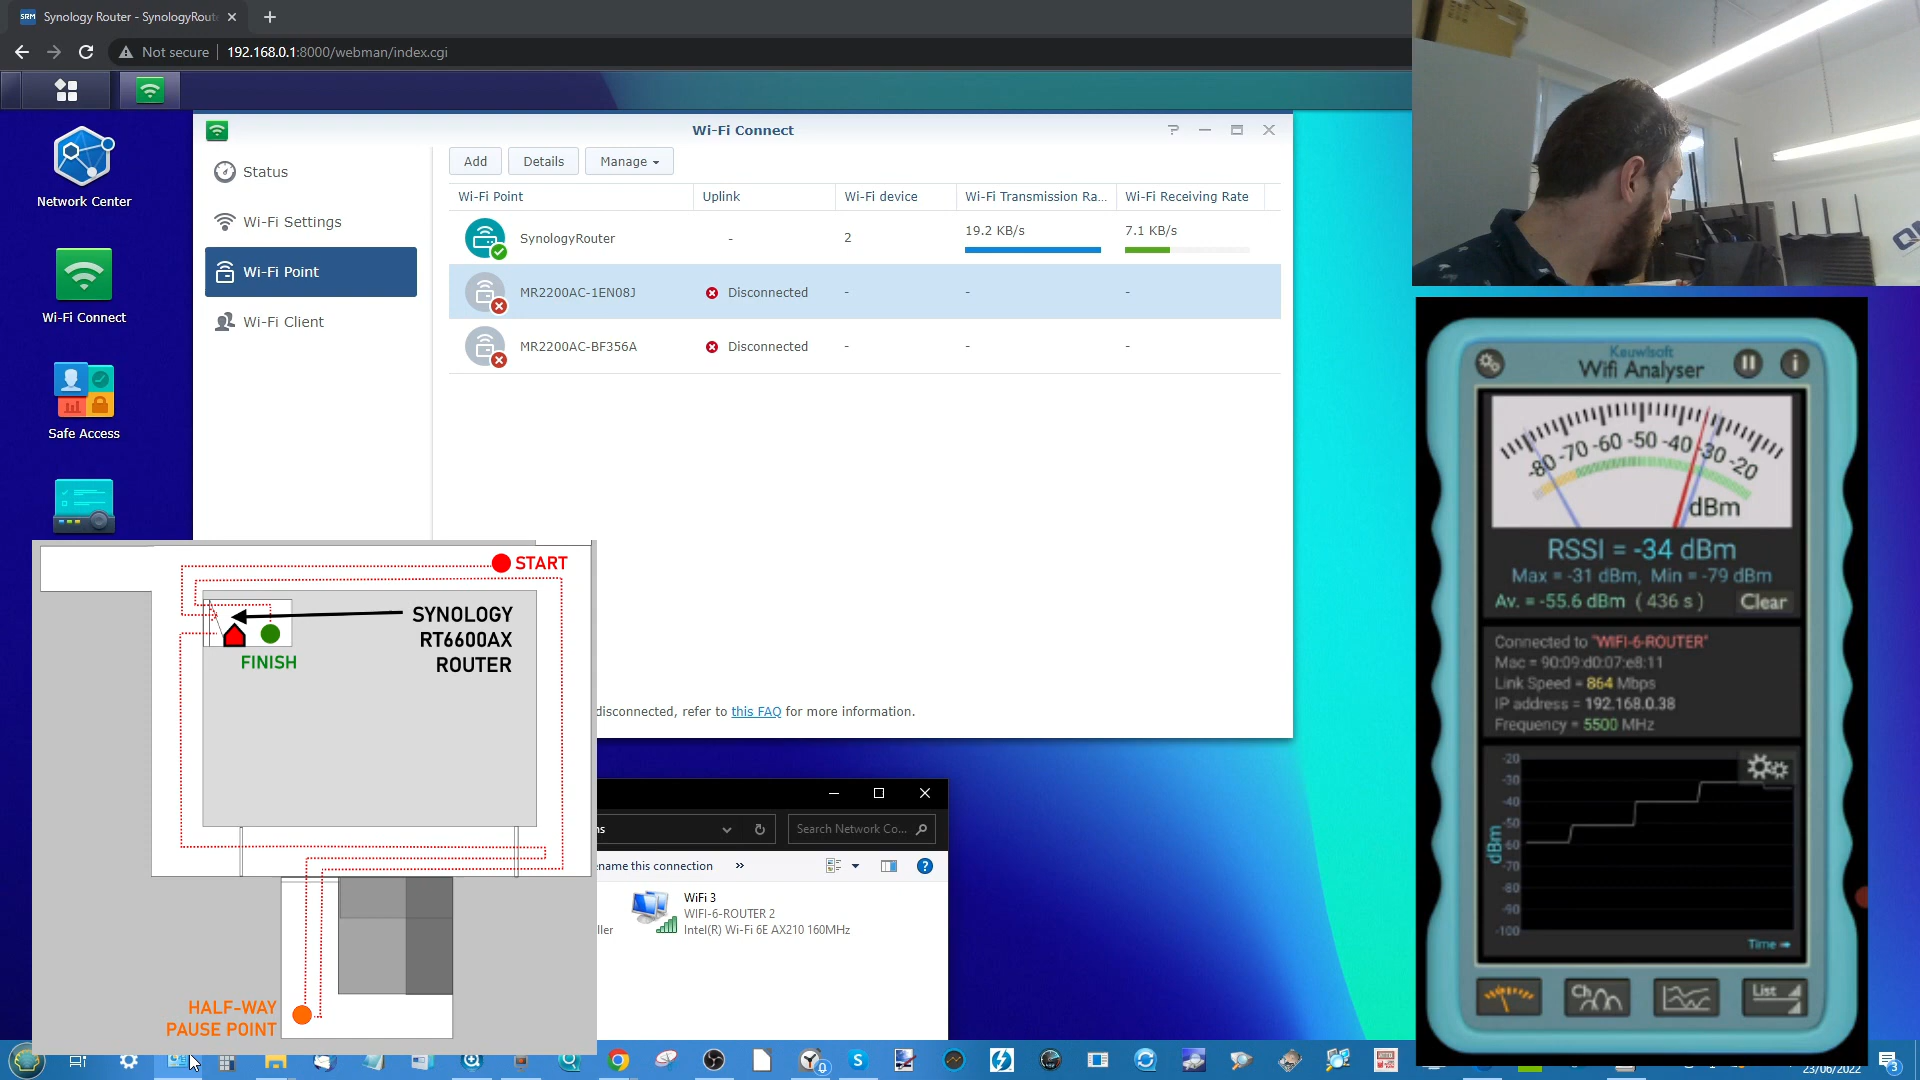 SRM Synology Router - SynologyRout
Not secure 192.168.0.1:8000/webman/index.cgi
Network Center
Wi-Fi Connect
Safe Access
Wi-Fi Connect
Status
Wi-Fi Settings
Wi-Fi Point
Wi-Fi Client
Add Details Manage
Wi-Fi Point Uplink Wi-Fi device Wi-Fi Transmission Ra... Wi-Fi Receiving Rate
SynologyRouter - 2 19.2 KB/s 7.1 KB/s
MR2200AC-1EN08J Disconnected - - -
MR2200AC-BF356A Disconnected - - -
disconnected, refer to this FAQ for more information.
START
SYNOLOGY
RT6600AX
ROUTER
FINISH
HALF-WAY
PAUSE POINT
ns Search Network Co...
ename this connection »
ller
WiFi 3
WIFI-6-ROUTER 2
Intel(R) Wi-Fi 6E AX210 160MHz
Keuwlsoft
Wifi Analyser
-80 -70 -60 -50 -40 -30 -20
dBm
RSSI = -34 dBm
Max = -31 dBm, Min = -79 dBm
Av. = -55.6 dBm ( 436 s ) Clear
Connected to "WIFI-6-ROUTER"
Mac = 90:09:d0:07:e8:11
Link Speed = 864 Mbps
IP address = 192.168.0.38
Frequency = 5500 MHz
-20
-30
-40
-50
-60
-70
-80
-90
-100
dBm
Time
Ch
List
23/06/2022
3